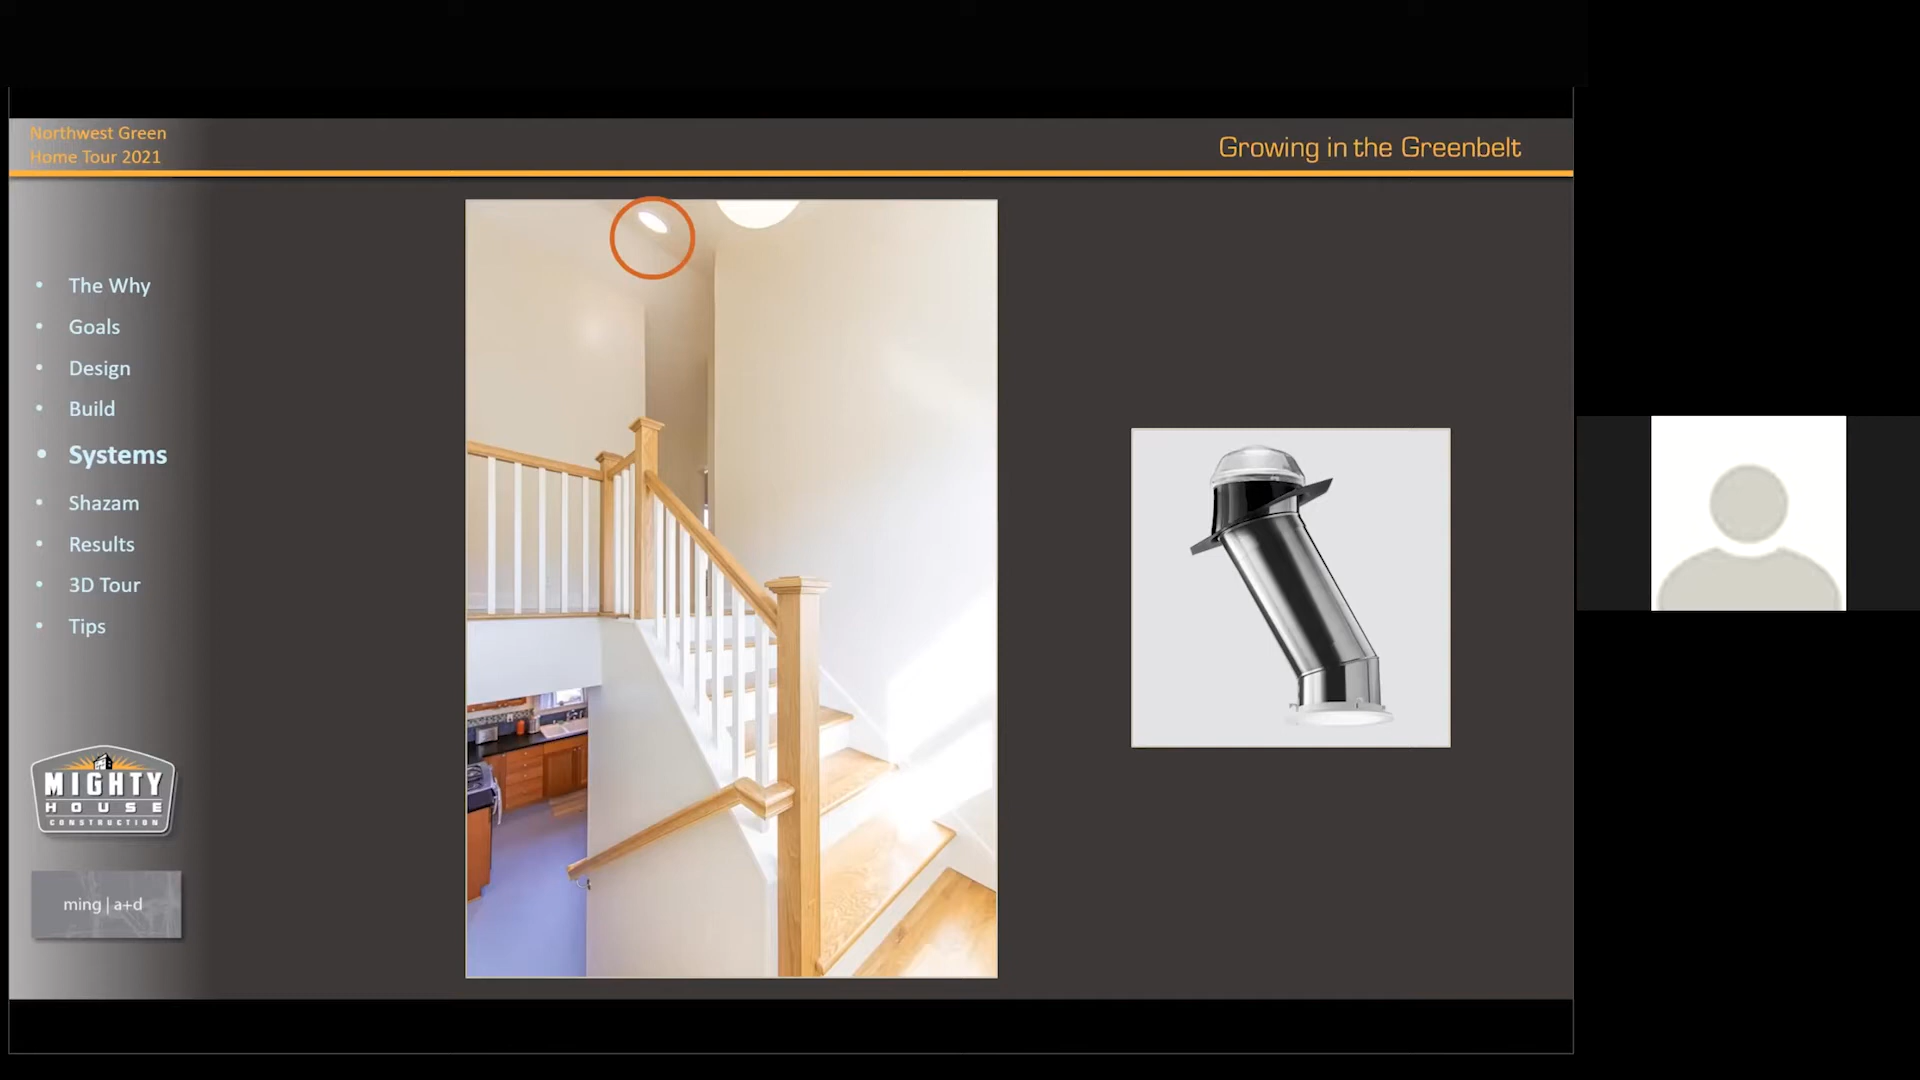 Northwest Green
Home Tour 2021
Growing in the Greenbelt
• The Why
• Goals
• Design
• Build
• Systems
• Shazam
• Results
• 3D Tour
• Tips
MIGHTY
HOUSE
CONSTRUCTION
ming | a+d